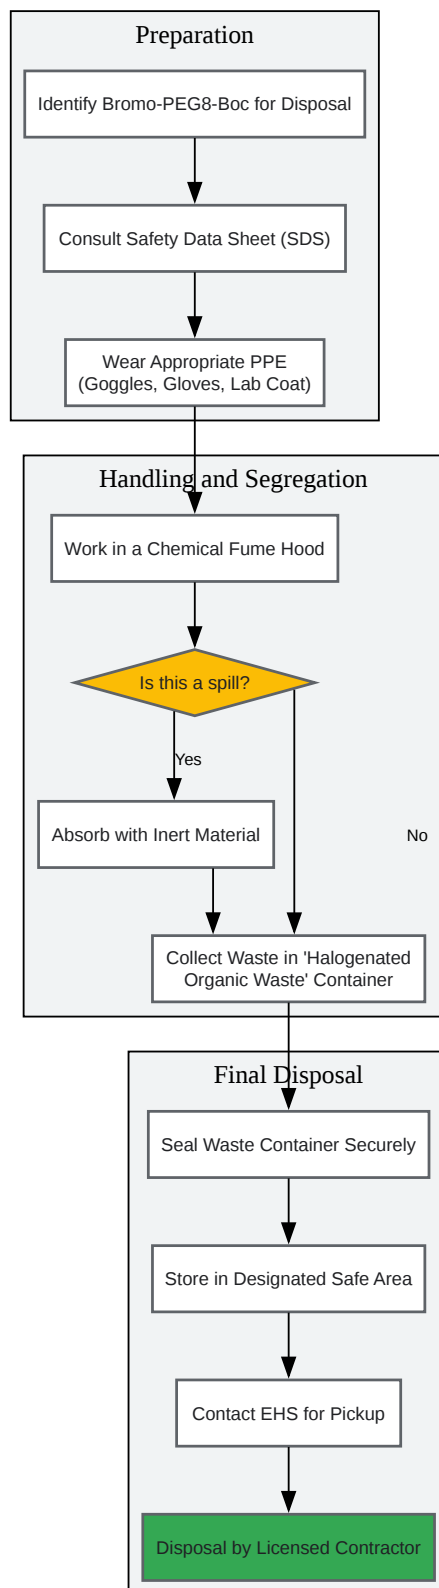 Preparation
Identify Bromo-PEG8-Boc for Disposal
Consult Safety Data Sheet (SDS)
Wear Appropriate PPE
(Goggles, Gloves, Lab Coat)
Handling and Segregation
Work in a Chemical Fume Hood
Is this a spill?
Yes
Absorb with Inert Material
No
Collect Waste in 'Halogenated
Organic Waste' Container
Final Disposal
Seal Waste Container Securely
Store in Designated Safe Area
Contact EHS for Pickup
Disposal by Licensed Contractor